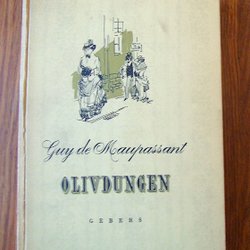 Guy de Maupassant
OLIVDUNGEN
GEBERS